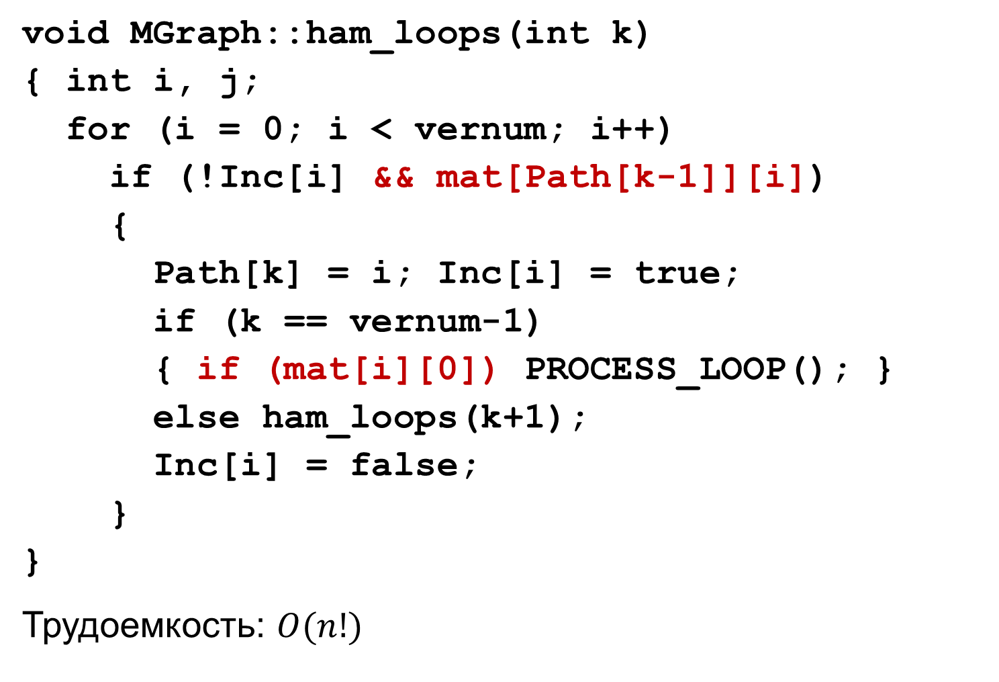 void MGraph::ham_loops(int k)
{ int i, j;
for (i = 0; i < vernum; i++)
if (!Inc[i] && mat[Path[k-1]][i])
{
Path[k] = i; Inc[i] = true;
if (k == vernum-1)
{ if (mat[i][0]) PROCESS_LOOP(); }
else ham_loops(k+1);
Inc[i] = false;
}
}
Трудоемкость: O(n!)